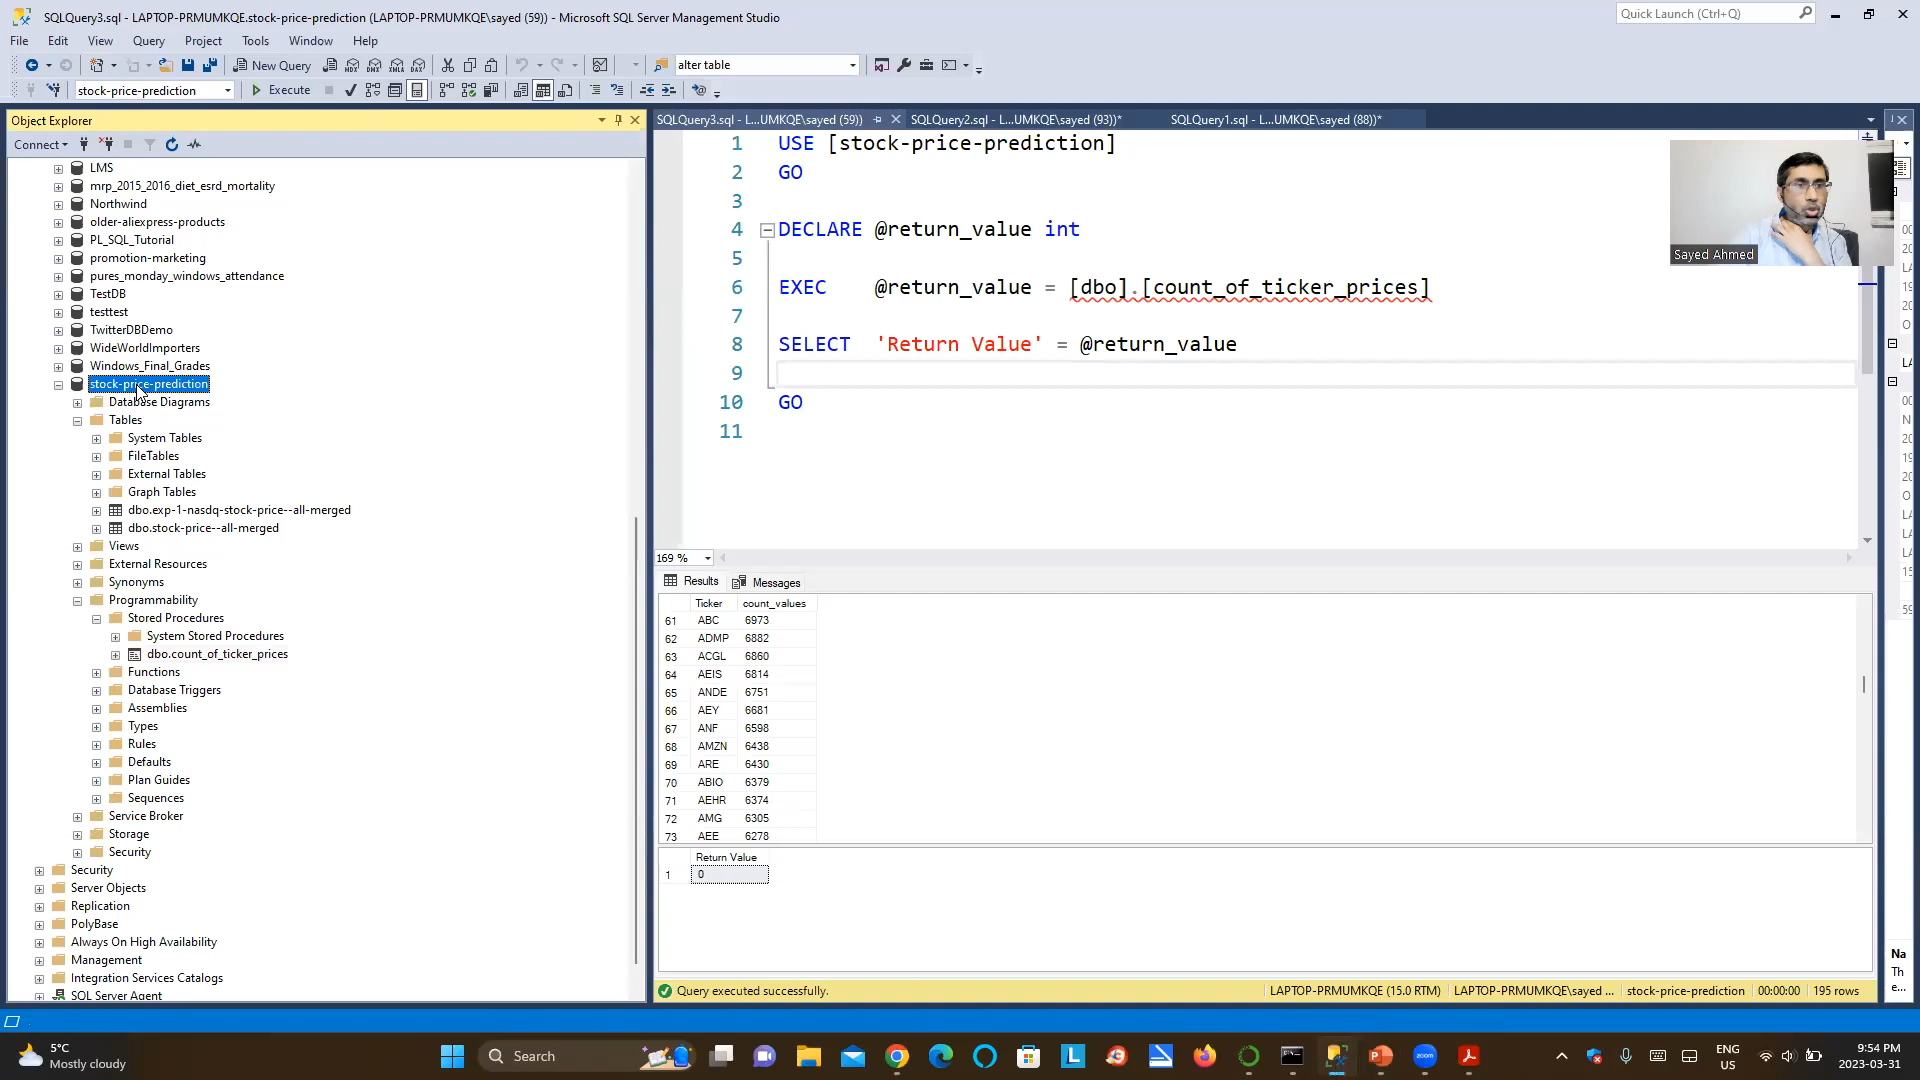 SQLQuery3.sql - LAPTOP-PRMUMKQE.stock-price-prediction (LAPTOP-PRMUMKQE\sayed (59)) - Microsoft SQL Server Management Studio
Quick Launch (Ctrl+Q)
File Edit View Query Project Tools Window Help
New Query MDX DMX XMLA DAX alter table
stock-price-prediction Execute
Object Explorer
Connect
LMS
mrp_2015_2016_diet_esrd_mortality
Northwind
older-aliexpress-products
PL_SQL_Tutorial
promotion-marketing
pures_monday_windows_attendance
TestDB
testtest
TwitterDBDemo
WideWorldImporters
Windows_Final_Grades
stock-price-prediction
Database Diagrams
Tables
System Tables
FileTables
External Tables
Graph Tables
dbo.exp-1-nasdq-stock-price--all-merged
dbo.stock-price--all-merged
Views
External Resources
Synonyms
Programmability
Stored Procedures
System Stored Procedures
dbo.count_of_ticker_prices
Functions
Database Triggers
Assemblies
Types
Rules
Defaults
Plan Guides
Sequences
Service Broker
Storage
Security
Security
Server Objects
Replication
PolyBase
Always On High Availability
Management
Integration Services Catalogs
SQL Server Agent
SQLQuery3.sql - L...UMKQE\sayed (59)) SQLQuery2.sql - L...UMKQE\sayed (93))* SQLQuery1.sql - L...UMKQE\sayed (88))*
1 USE [stock-price-prediction]
2 GO
3
4 DECLARE @return_value int
5
6 EXEC @return_value = [dbo].[count_of_ticker_prices]
7
8 SELECT 'Return Value' = @return_value
9
10 GO
11
Sayed Ahmed
169 %
Results Messages
Ticker count_values
61 ABC 6973
62 ADMP 6882
63 ACGL 6860
64 AEIS 6814
65 ANDE 6751
66 AEY 6681
67 ANF 6598
68 AMZN 6438
69 ARE 6430
70 ABIO 6379
71 AEHR 6374
72 AMG 6305
73 AEE 6278
Return Value
1 0
Na
Th
e...
Query executed successfully. LAPTOP-PRMUMKQE (15.0 RTM) LAPTOP-PRMUMKQE\sayed ... stock-price-prediction 00:00:00 195 rows
5°C
Mostly cloudy
Search
L
zoom
ENG
US
9:54 PM
2023-03-31